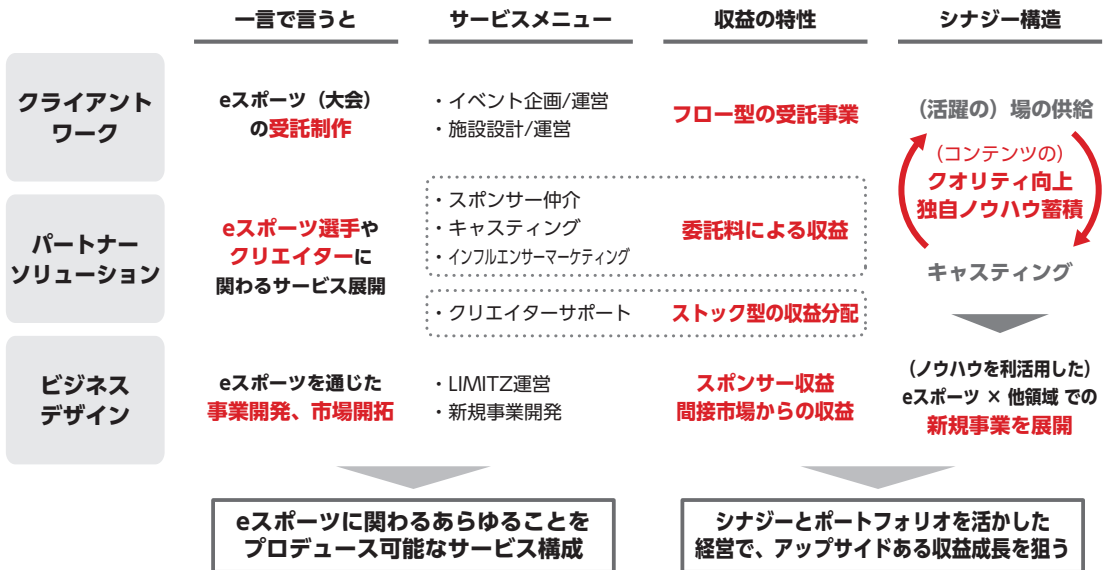 一言で言うと
サービスメニュー
収益の特性
シナジー構造
クライアント
ワーク
eスポーツ（大会）
の受託制作
・イベント企画/運営
・施設設計/運営
フロー型の受託事業
（活躍の）場の供給
（コンテンツの）
クオリティ向上
独自ノウハウ蓄積
キャスティング
パートナー
ソリューション
eスポーツ選手や
クリエイターに
関わるサービス展開
・スポンサー仲介
・キャスティング
・インフルエンサーマーケティング
委託料による収益
・クリエイターサポート
ストック型の収益分配
ビジネス
デザイン
eスポーツを通じた
事業開発、市場開拓
・LIMITZ運営
・新規事業開発
スポンサー収益
間接市場からの収益
（ノウハウを利活用した）
eスポーツ × 他領域 での
新規事業を展開
eスポーツに関わるあらゆることを
プロデュース可能なサービス構成
シナジーとポートフォリオを活かした
経営で、アップサイドある収益成長を狙う